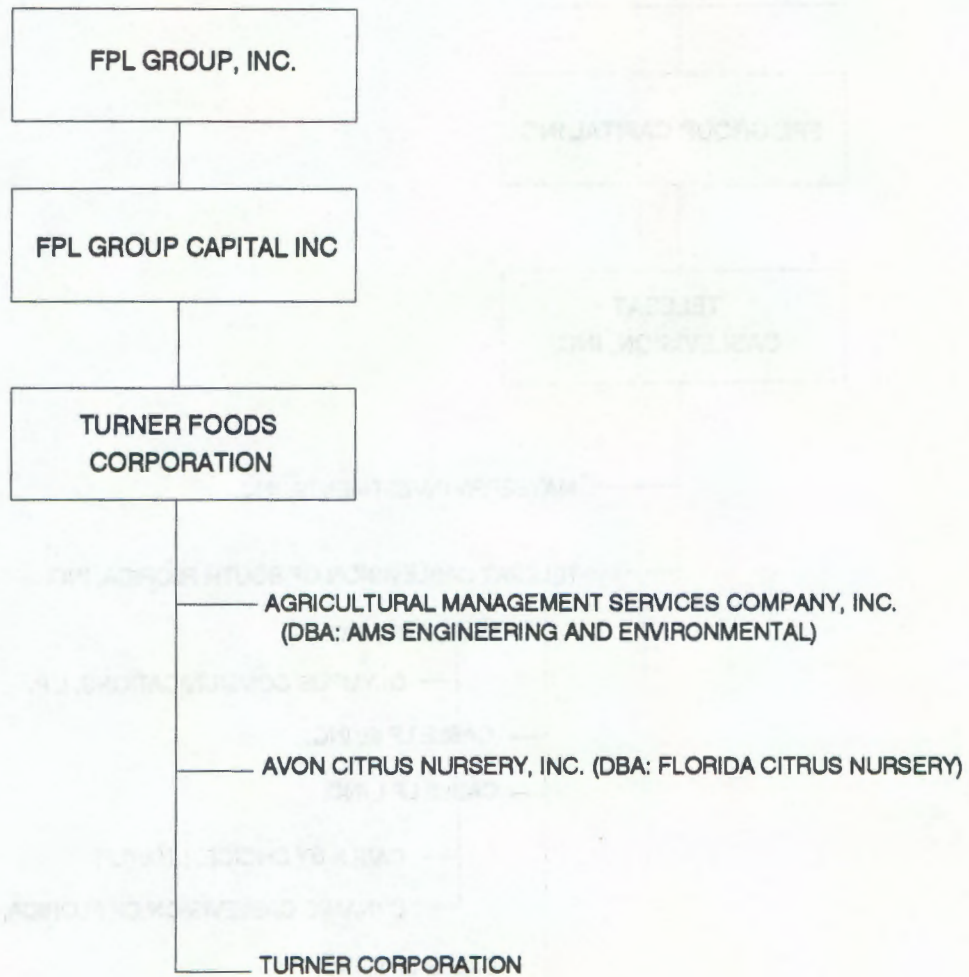 FPL GROUP, INC.
FPL GROUP CAPITAL INC
TURNER FOODS
CORPORATION
AGRICULTURAL MANAGEMENT SERVICES COMPANY, INC.
(DBA: AMS ENGINEERING AND ENVIRONMENTAL)
AVON CITRUS NURSERY, INC. (DBA: FLORIDA CITRUS NURSERY)
TURNER CORPORATION